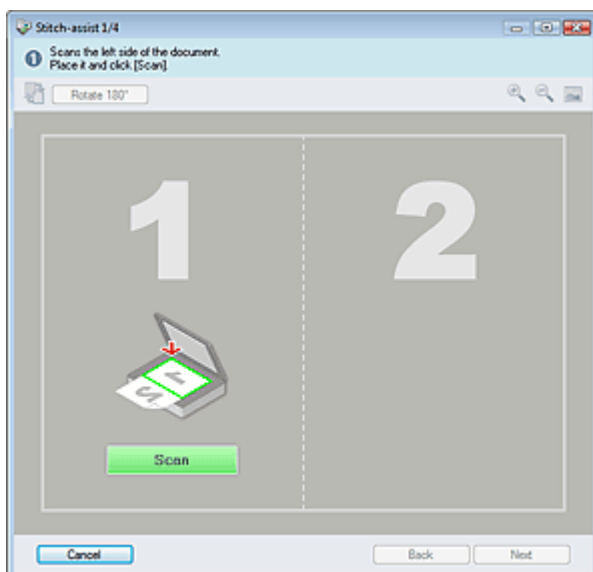 Stitch-assist 1/4
Scans the left side of the document.
Place it and click [Scan].
Rotate 180°
1 2
Scan
Cancel Back Next